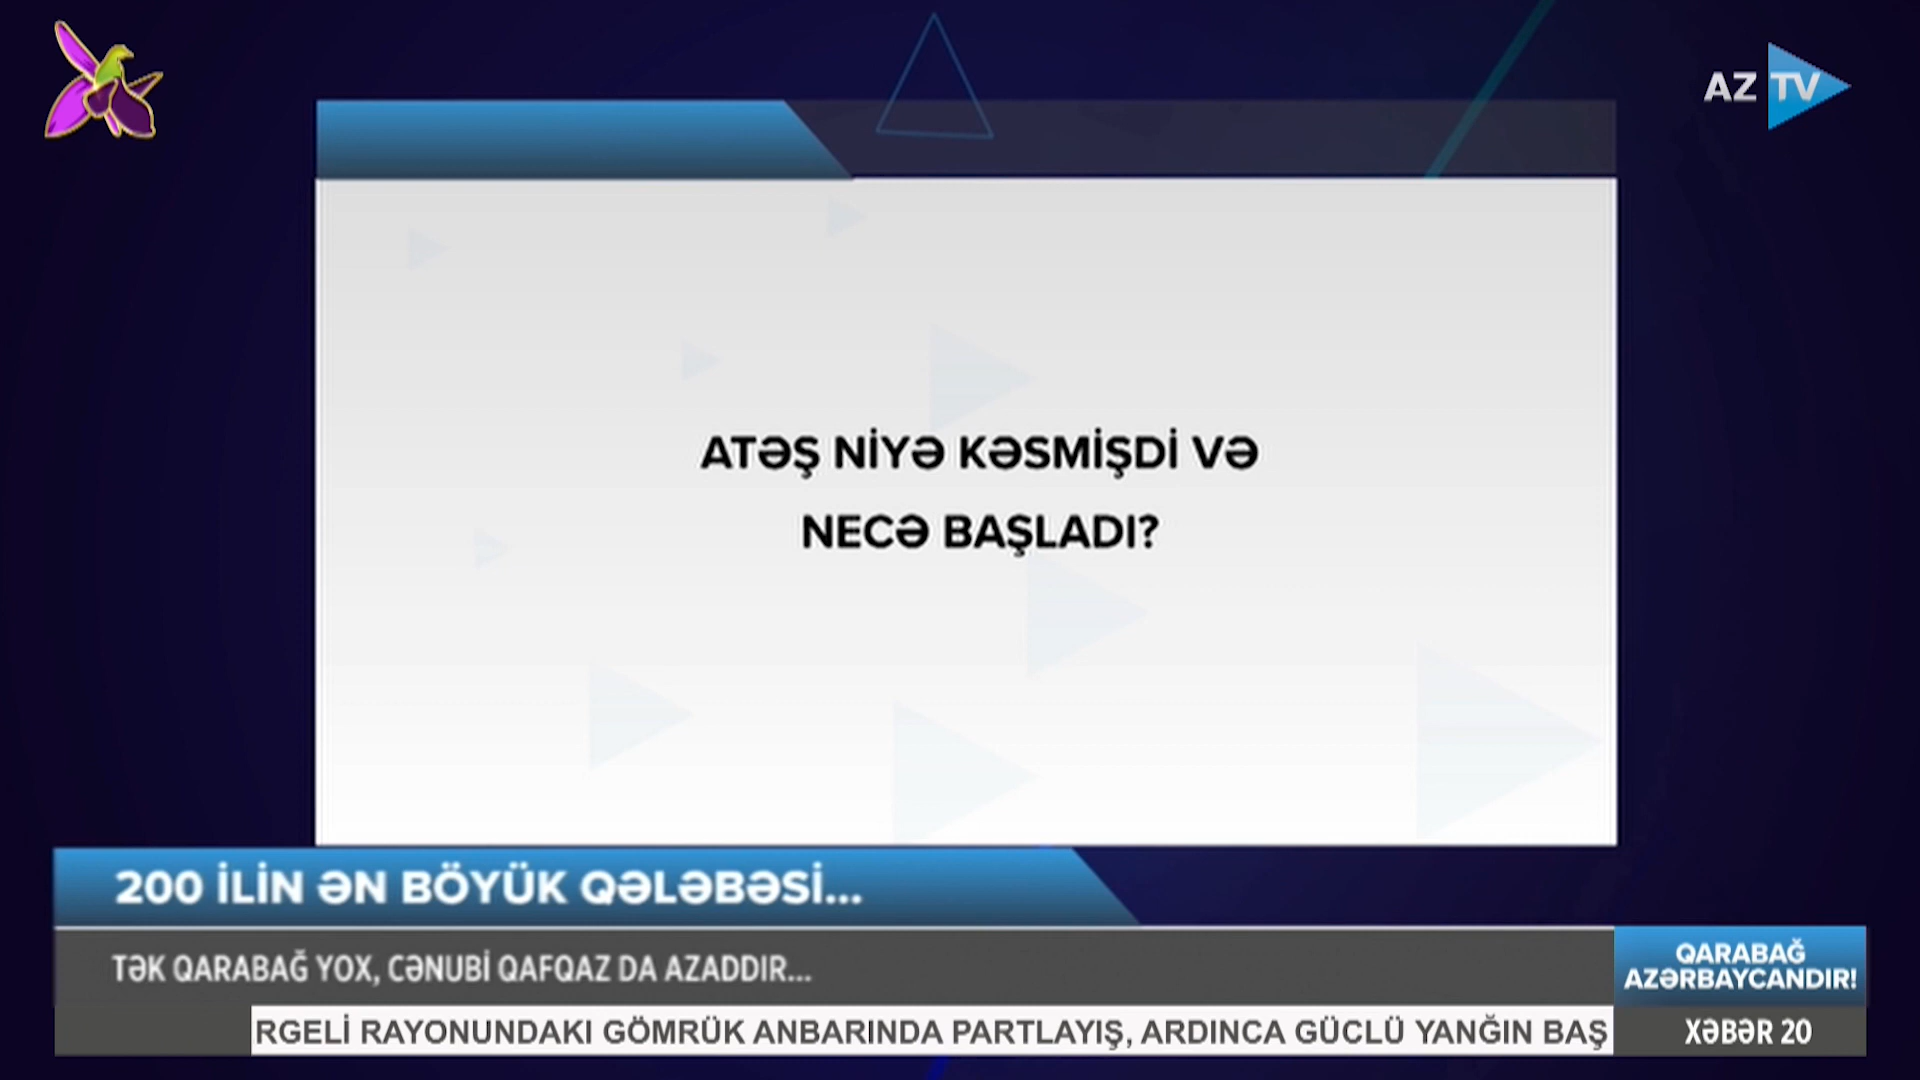 AZ TV
ATƏŞ NİYƏ KƏSMİŞDİ VƏ
NECƏ BAŞLADI?
200 İLİN ƏN BÖYÜK QƏLƏBƏSİ...
TƏK QARABAĞ YOX, CƏNUBİ QAFQAZ DA AZADDIR...
QARABAĞ
AZƏRBAYCANDIR!
RGELİ RAYONUNDAKI GÖMRÜK ANBARINDA PARTLAYIŞ, ARDINCA GÜCLÜ YANĞIN BAŞ
XƏBƏR 20